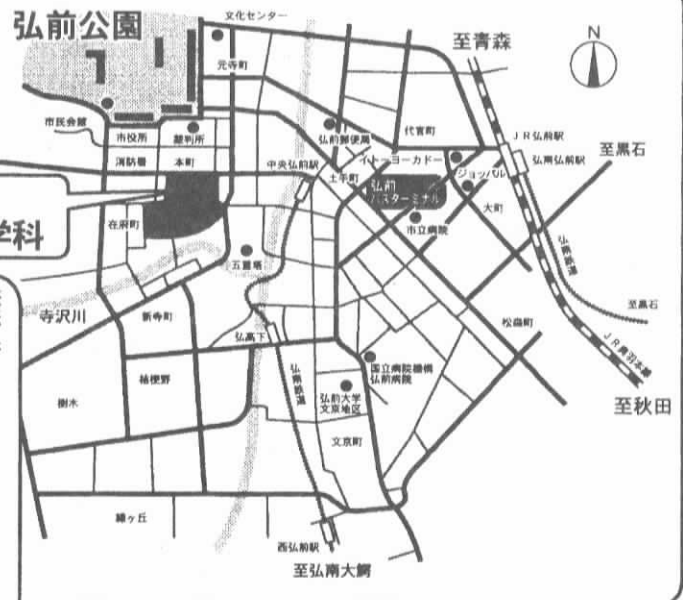 弘前公園
文化センター
至青森
N
元寺町
市民会館
市役所
裁判所
弘前郵便局
代官町
JR弘前駅
消防署
本町
中央弘前駅
イトーヨーカドー
弘南弘前駅
至黒石
土手町
ジョッパル
弘前
バスターミナル
大町
学科
在府町
市立病院
五重塔
弘南鉄道
寺沢川
新寺町
至黒石
松森町
弘高下
JR奥羽本線
桔梗野
弘南鉄道
国立病院機構
弘前病院
樹木
弘前大学
文京地区
至秋田
文京町
緑ヶ丘
西弘前駅
至弘南大鰐